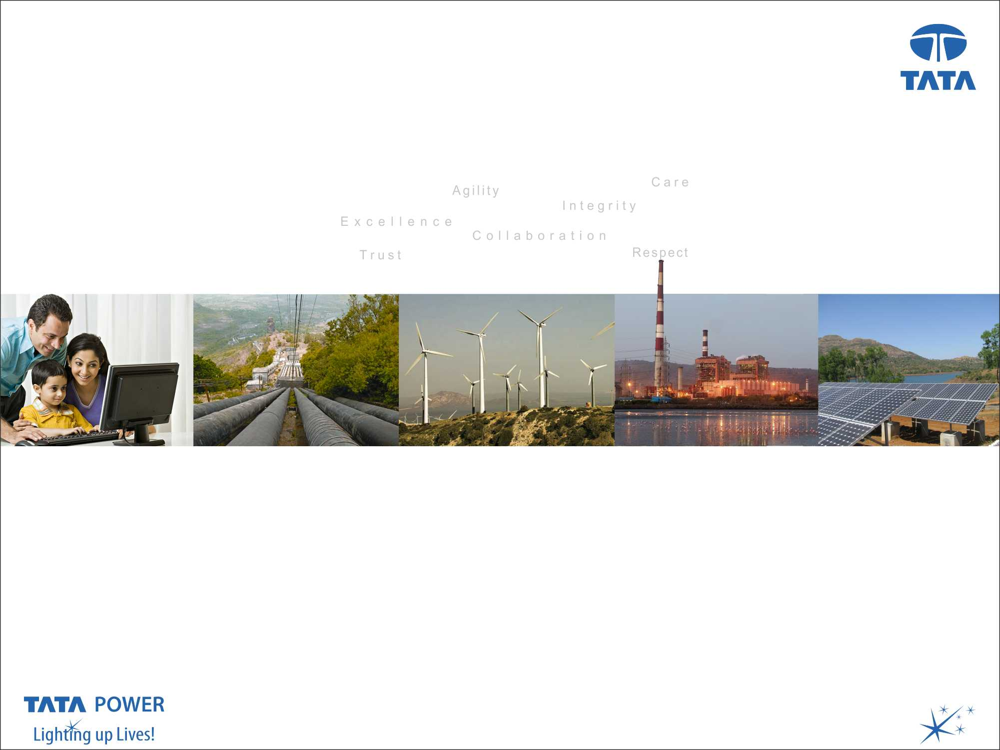 TATA
Care
Agility
Integrity
Excellence
Collaboration
Respect
Trust
TATA POWER
Lighting up Lives!